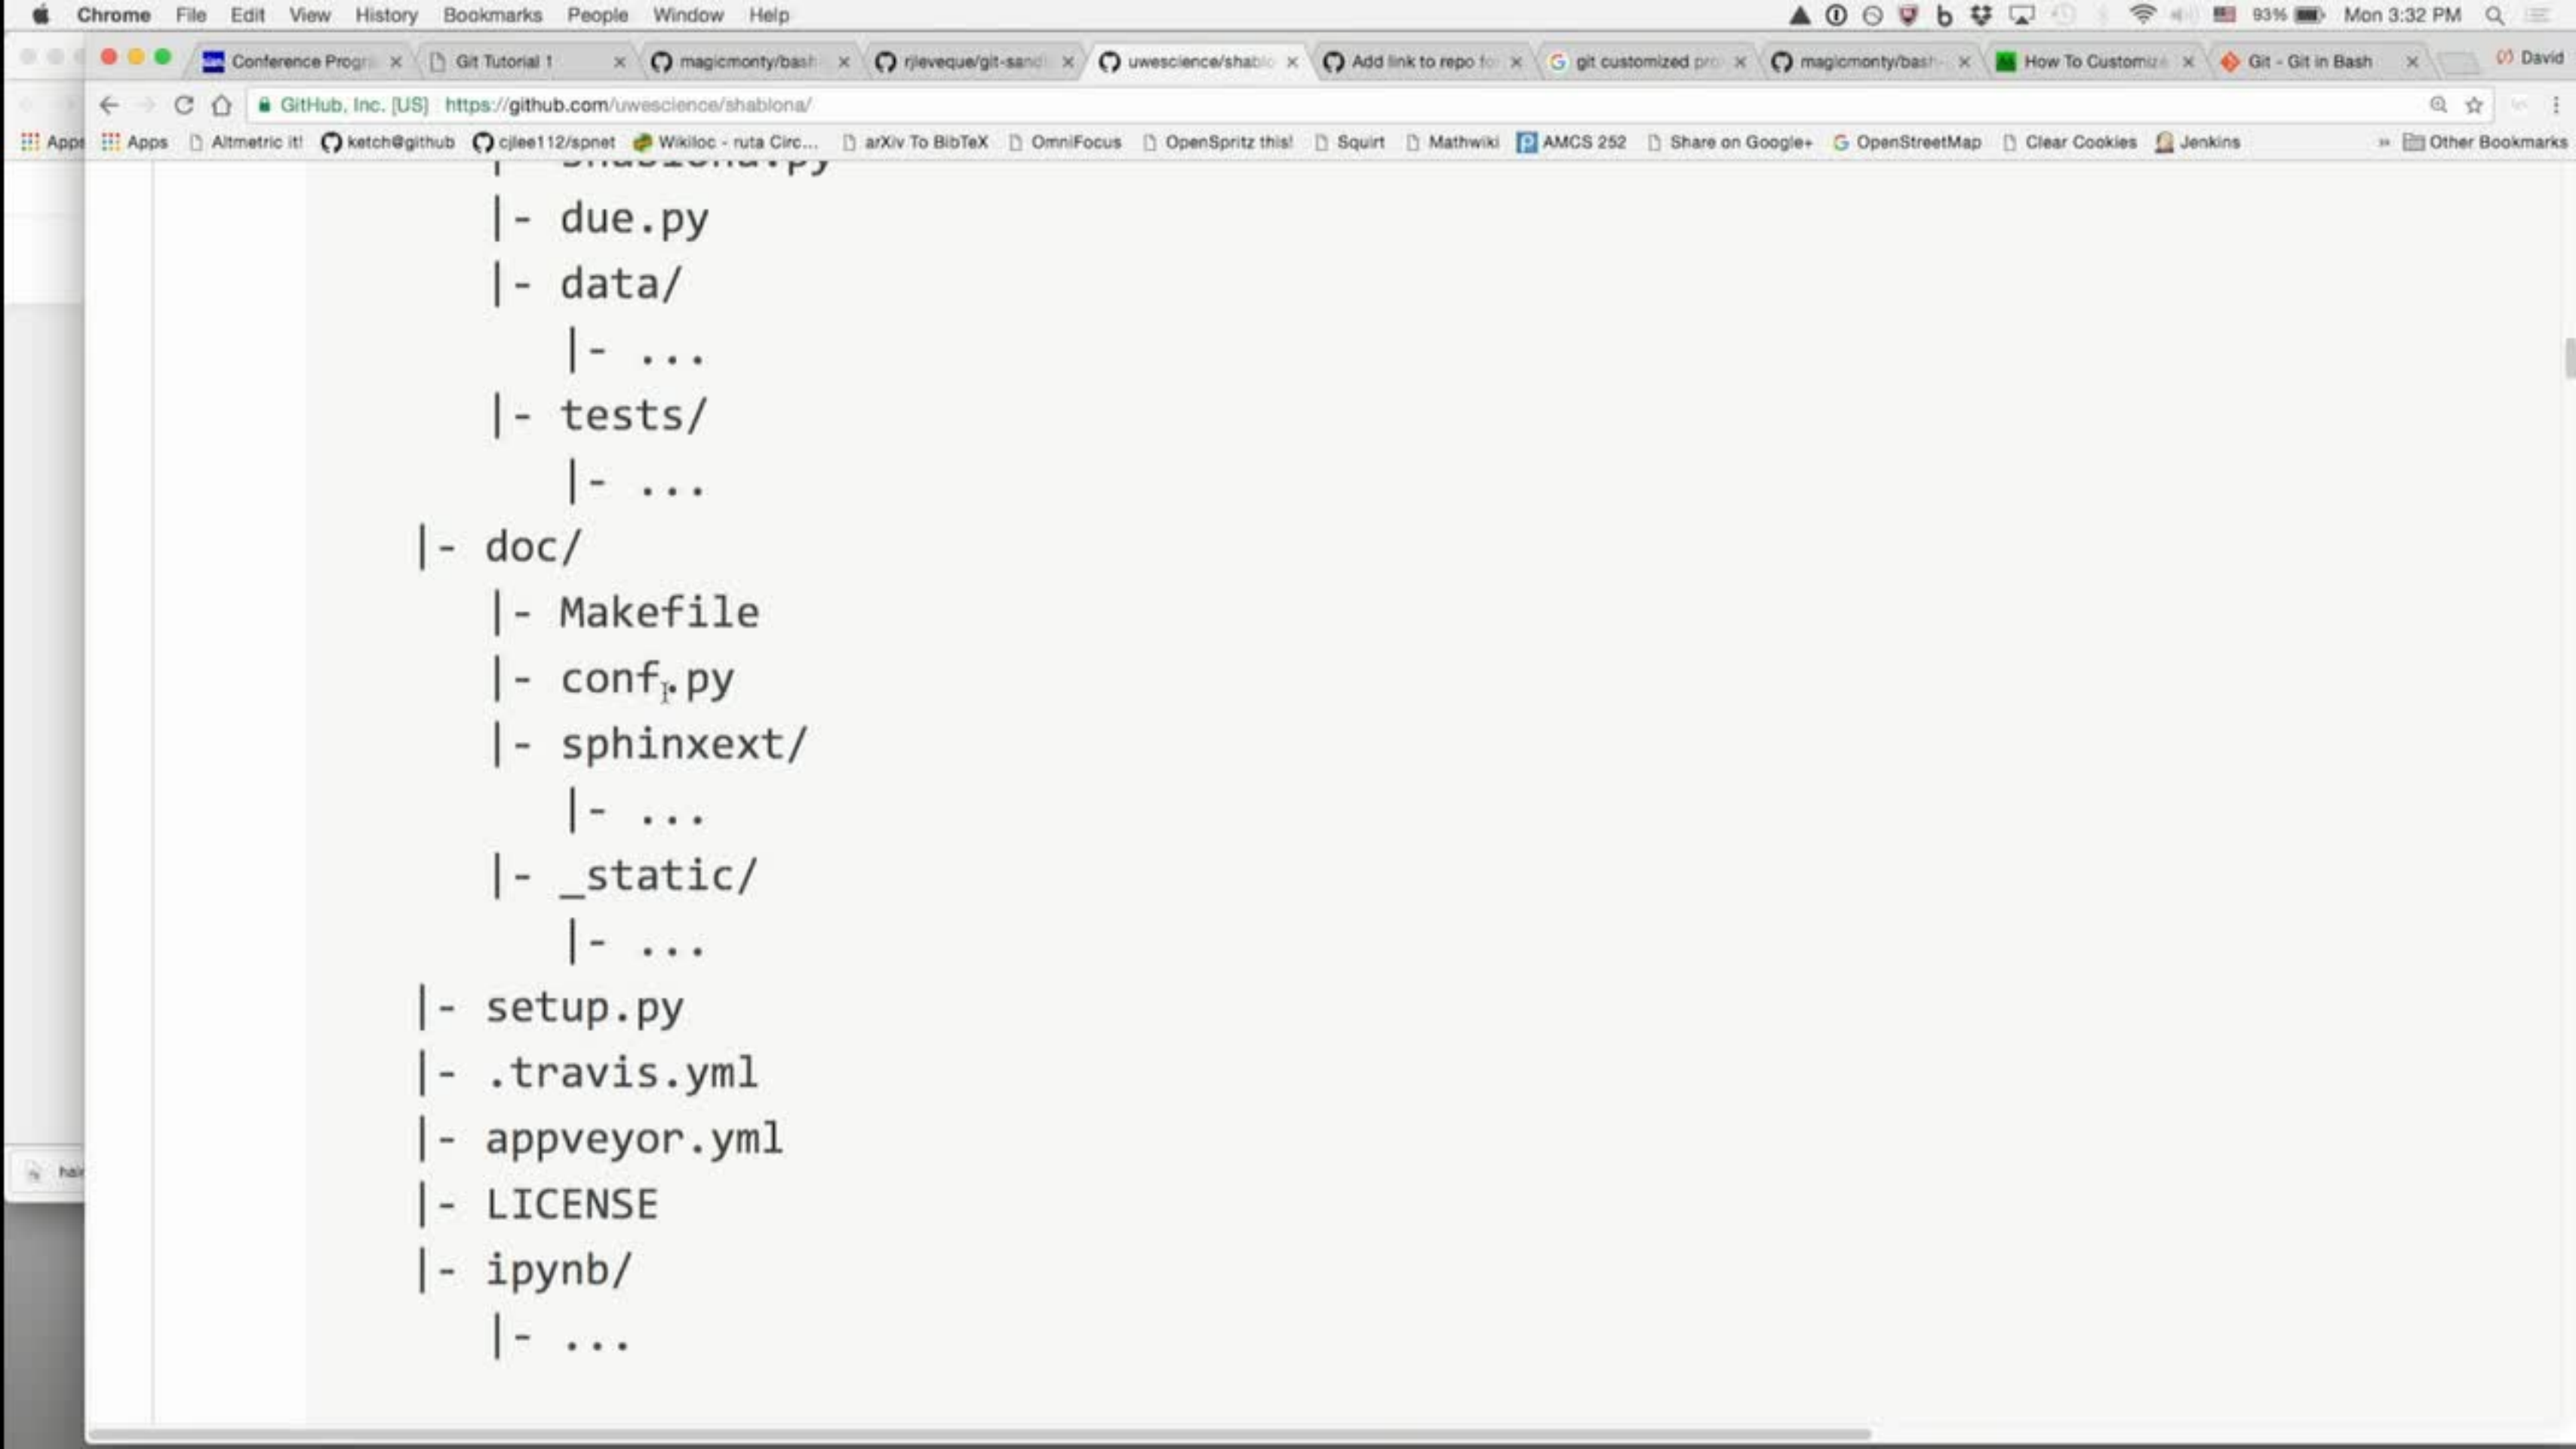 Chrome File Edit View History Bookmarks People Window Help 93% Mon 3:32 PM
Conference Progr Git Tutorial 1 magicmonty/bash rjleveque/git-sand uwescience/shablo Add link to repo fo git customized pro magicmonty/bash- How To Customiz Git - Git in Bash David
GitHub, Inc. [US] https://github.com/uwescience/shablona/
Apps Apps Altmetric it! ketch@github cjlee112/spnet Wikiloc - ruta Circ... arXiv To BibTeX OmniFocus OpenSpritz this! Squirt Mathwiki AMCS 252 Share on Google+ OpenStreetMap Clear Cookies Jenkins » Other Bookmarks
|- shablona.py
|- due.py
|- data/
|- ...
|- tests/
|- ...
|- doc/
|- Makefile
|- conf.py
|- sphinxext/
|- ...
|- _static/
|- ...
|- setup.py
|- .travis.yml
|- appveyor.yml
|- LICENSE
|- ipynb/
|- ...